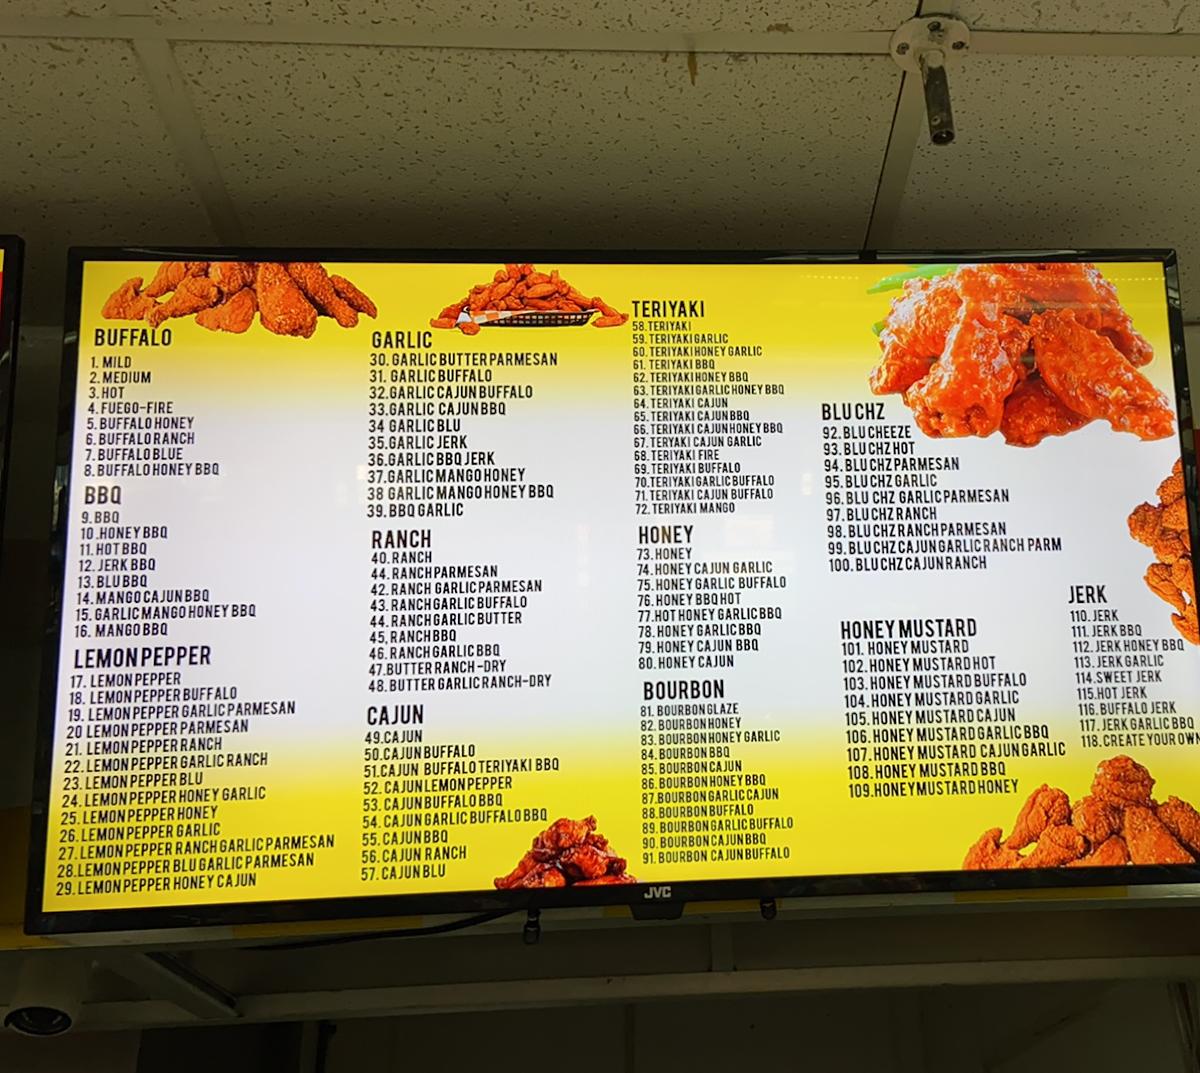 BUFFALO
1. MILD
2. MEDIUM
3. HOT
4. FUEGO-FIRE
5. BUFFALO HONEY
6. BUFFALO RANCH
7. BUFFALO BLUE
8. BUFFALO HONEY BBQ
BBQ
9. BBQ
10. HONEY BBQ
11. HOT BBQ
12. JERK BBQ
13. BLU BBQ
14. MANGO CAJUN BBQ
15. GARLIC MANGO HONEY BBQ
16. MANGO BBQ
LEMON PEPPER
17. LEMON PEPPER
18. LEMON PEPPER BUFFALO
19. LEMON PEPPER GARLIC PARMESAN
20 LEMON PEPPER PARMESAN
21. LEMON PEPPER RANCH
22. LEMON PEPPER GARLIC RANCH
23. LEMON PEPPER BLU
24. LEMON PEPPER HONEY GARLIC
25. LEMON PEPPER HONEY
26. LEMON PEPPER GARLIC
27. LEMON PEPPER RANCH GARLIC PARMESAN
28. LEMON PEPPER BLU GARLIC PARMESAN
29. LEMON PEPPER HONEY CAJUN
GARLIC
30. GARLIC BUTTER PARMESAN
31. GARLIC BUFFALO
32. GARLIC CAJUN BUFFALO
33. GARLIC CAJUN BBQ
34 GARLIC BLU
35. GARLIC JERK
36. GARLIC BBQ JERK
37. GARLIC MANGO HONEY
38 GARLIC MANGO HONEY BBQ
39. BBQ GARLIC
RANCH
40. RANCH
44. RANCH PARMESAN
42. RANCH GARLIC PARMESAN
43. RANCH GARLIC BUFFALO
44. RANCH GARLIC BUTTER
45, RANCH BBQ
46. RANCH GARLIC BBQ
47. BUTTER RANCH-DRY
48. BUTTER GARLIC RANCH-DRY
CAJUN
49. CAJUN
50. CAJUN BUFFALO
51. CAJUN BUFFALO TERIYAKI BBQ
52. CAJUN LEMON PEPPER
53. CAJUN BUFFALO BBQ
54. CAJUN GARLIC BUFFALO BBQ
55. CAJUN BBQ
56. CAJUN RANCH
57. CAJUN BLU
TERIYAKI
58. TERIYAKI
59. TERIYAKI GARLIC
60. TERIYAKI HONEY GARLIC
61. TERIYAKI BBQ
62. TERIYAKI HONEY BBQ
63. TERIYAKI GARLIC HONEY BBQ
64. TERIYAKI CAJUN
65. TERIYAKI CAJUN BBQ
66. TERIYAKI CAJUN HONEY BBQ
67. TERYAKI CAJUN GARLIC
68. TERIYAKI FIRE
69. TERIYAKI BUFFALO
70. TERIYAKI GARLIC BUFFALO
71. TERIYAKI CAJUN BUFFALO
72. TERIYAKI MANGO
HONEY
73. HONEY
74. HONEY CAJUN GARLIC
75. HONEY GARLIC BUFFALO
76. HONEY BBQ HOT
77. HOT HONEY GARLIC BBQ
78. HONEY GARLIC BBQ
79. HONEY CAJUN BBQ
80. HONEY CAJUN
BOURBON
81. BOURBON GLAZE
82. BOURBON HONEY
83. BOURBON HONEY GARLIC
84. BOURBON BBQ
85. BOURBON CAJUN
86. BOURBON HONEY BBQ
87. BOURBON GARLIC CAJUN
88. BOURBON BUFFALO
89. BOURBON GARLIC BUFFALO
90. BOURBON CAJUN BBQ
91. BOURBON CAJUN BUFFALO
BLU CHZ
92. BLU CHEEZE
93. BLU CHZ HOT
94. BLU CHZ PARMESAN
95. BLU CHZ GARLIC
96. BLU CHZ GARLIC PARMESAN
97. BLU CHZ RANCH
98. BLU CHZ RANCH PARMESAN
99. BLU CHZ CAJUN GARLIC RANCH PARM
100. BLU CHZ CAJUN RANCH
HONEY MUSTARD
101. HONEY MUSTARD
102. HONEY MUSTARD HOT
103. HONEY MUSTARD BUFFALO
104. HONEY MUSTARD GARLIC
105. HONEY MUSTARD CAJUN
106. HONEY MUSTARD GARLIC BBQ
107. HONEY MUSTARD CAJUN GARLIC
108. HONEY MUSTARD BBQ
109. HONEY MUSTARD HONEY
JERK
110. JERK
111. JERK BBQ
112. JERK HONEY BBQ
113. JERK GARLIC
114. SWEET JERK
115. HOT JERK
116. BUFFALO JERK
117. JERK GARLIC BBQ
118. CREATE YOUR OWN
JVC